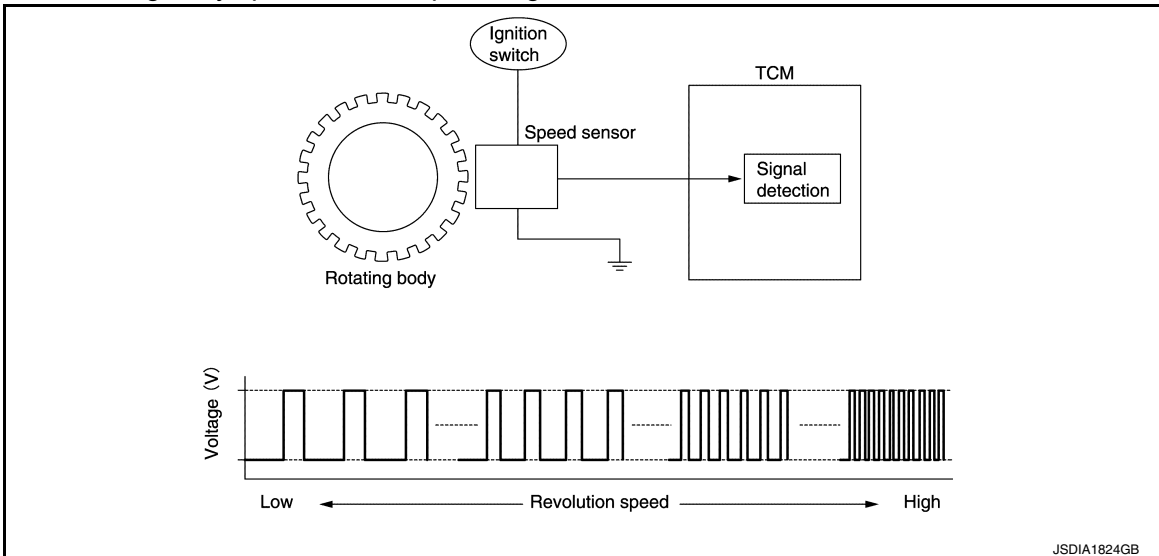 Ignition
switch
TCM
Speed sensor
Signal
detection
Rotating body
Voltage (V)
Low
Revolution speed
High
JSDIA1824GB